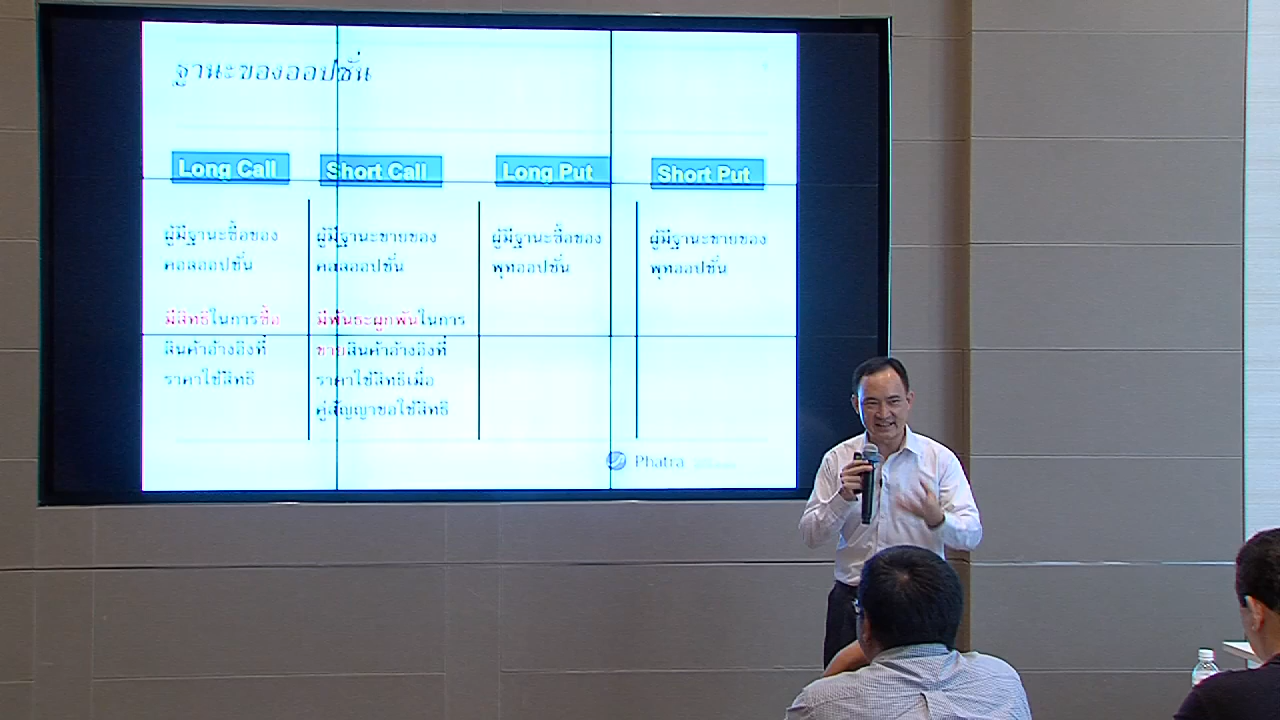 ฐานะของออปชั่น
Long Call
Short Call
Long Put
Short Put
ผู้มีฐานะซื้อของ
คอลออปชั่น
มีสิทธิในการซื้อ
สินค้าอ้างอิงที่
ราคาใช้สิทธิ
ผู้มีฐานะขายของ
คอลออปชั่น
มีพันธะผูกพันในการ
ขายสินค้าอ้างอิงที่
ราคาใช้สิทธิเมื่อ
คู่สัญญาขอใช้สิทธิ
ผู้มีฐานะซื้อของ
พุทออปชั่น
ผู้มีฐานะขายของ
พุทออปชั่น
Phatra